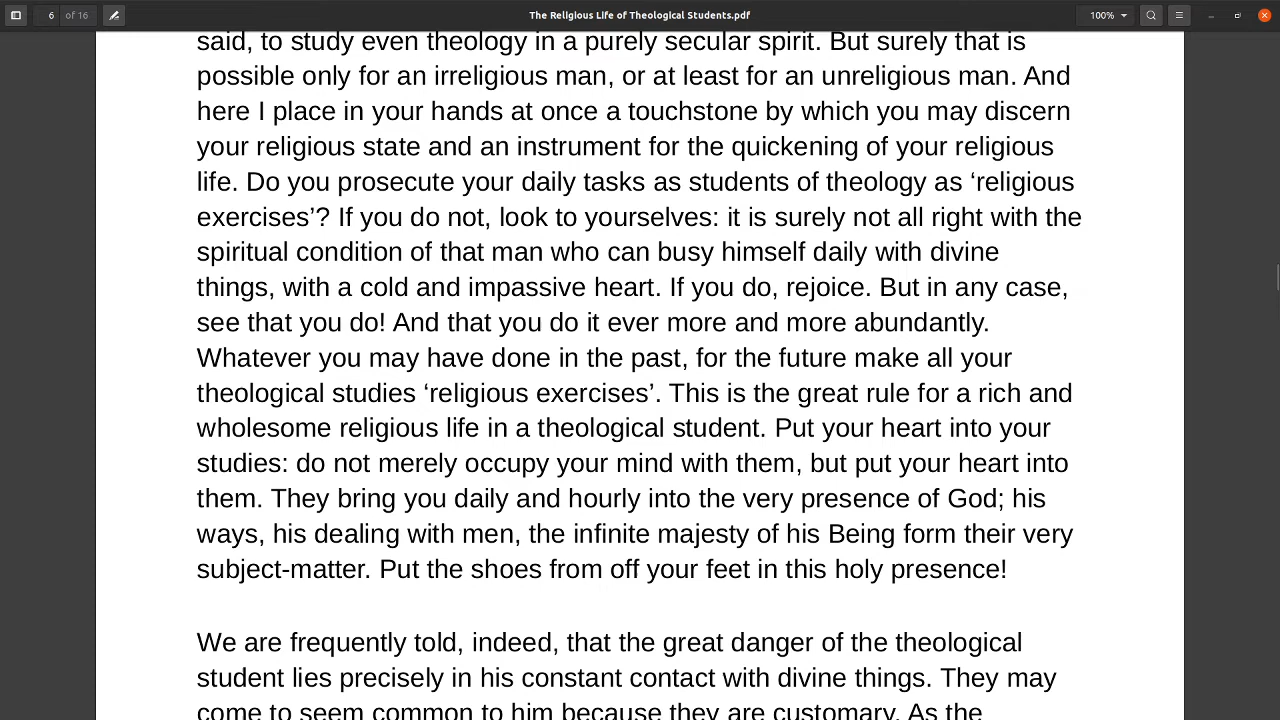 6 of 16
The Religious Life of Theological Students.pdf
100%
said, to study even theology in a purely secular spirit. But surely that is
possible only for an irreligious man, or at least for an unreligious man. And
here I place in your hands at once a touchstone by which you may discern
your religious state and an instrument for the quickening of your religious
life. Do you prosecute your daily tasks as students of theology as ‘religious
exercises’? If you do not, look to yourselves: it is surely not all right with the
spiritual condition of that man who can busy himself daily with divine
things, with a cold and impassive heart. If you do, rejoice. But in any case,
see that you do! And that you do it ever more and more abundantly.
Whatever you may have done in the past, for the future make all your
theological studies ‘religious exercises’. This is the great rule for a rich and
wholesome religious life in a theological student. Put your heart into your
studies: do not merely occupy your mind with them, but put your heart into
them. They bring you daily and hourly into the very presence of God; his
ways, his dealing with men, the infinite majesty of his Being form their very
subject-matter. Put the shoes from off your feet in this holy presence!
We are frequently told, indeed, that the great danger of the theological
student lies precisely in his constant contact with divine things. They may
come to seem common to him because they are customary. As the